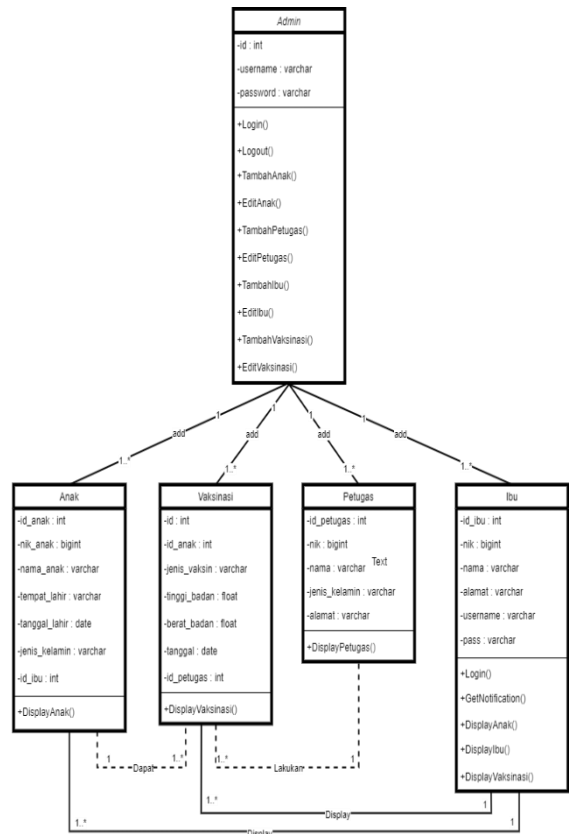 Admin
-id : int
-username : varchar
-password : varchar
+Login()
+Logout()
+TambahAnak()
+EditAnak()
+TambahPetugas()
+EditPetugas()
+TambahIbu()
+EditIbu()
+TambahVaksinasi()
+EditVaksinasi()
1 1 1 1
add add add add
1..* 1..* 1..* 1..*
Anak
-id_anak : int
-nik_anak : bigint
-nama_anak : varchar
-tempat_lahir : varchar
-tanggal_lahir : date
-jenis_kelamin : varchar
-id_ibu : int
+DisplayAnak()
Vaksinasi
-id : int
-id_anak : int
-jenis_vaksin : varchar
-tinggi_badan : float
-berat_badan : float
-tanggal : date
-id_petugas : int
+DisplayVaksinasi()
Petugas
-id_petugas : int
-nik : bigint
-nama : varchar
Text
-jenis_kelamin : varchar
-alamat : varchar
+DisplayPetugas()
Ibu
-id_ibu : int
-nik : bigint
-nama : varchar
-alamat : varchar
-username : varchar
-pass : varchar
+Login()
+GetNotification()
+DisplayAnak()
+DisplayIbu()
+DisplayVaksinasi()
1 Dapat 1..*
1..* Lakukan 1
1..* Display 1
1..* Display 1